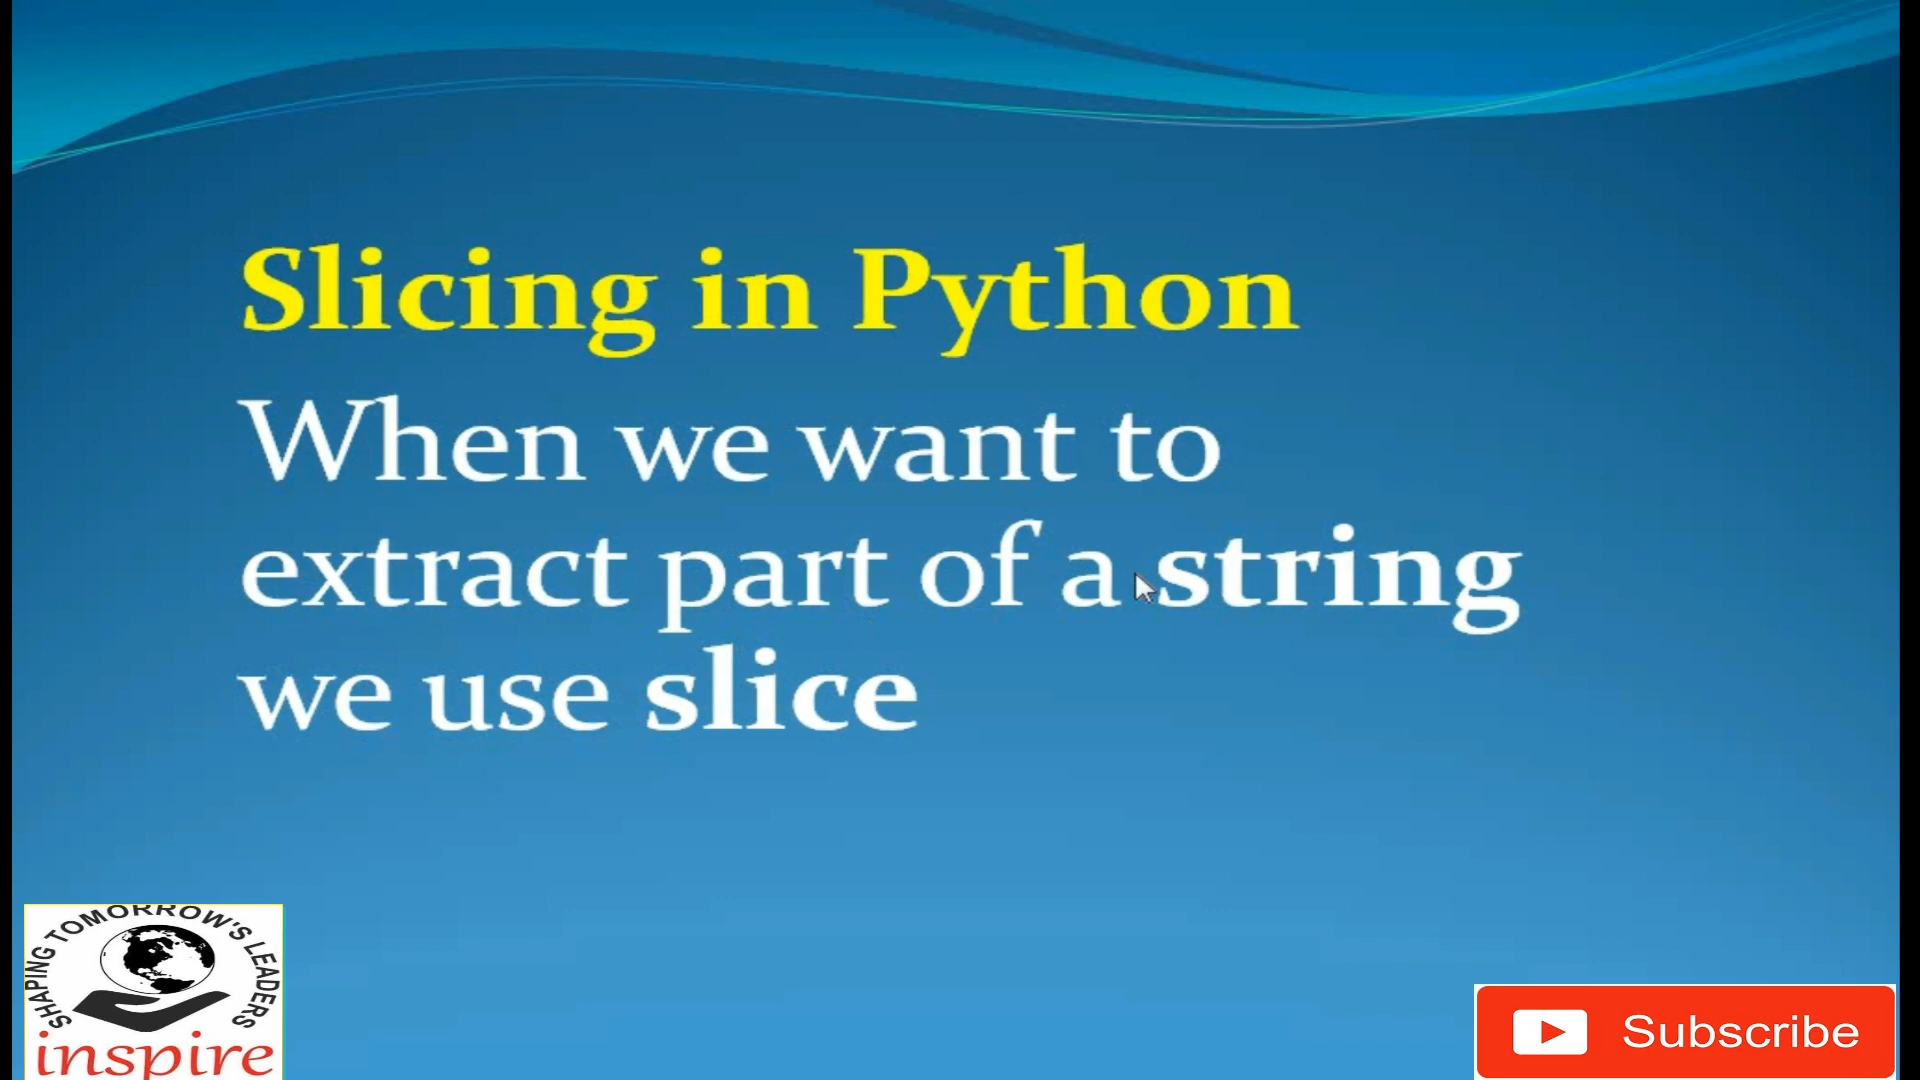 Slicing in Python
When we want to
extract part of a string
we use slice
SHAPING TOMORROW'S LEADERS
inspire
Subscribe